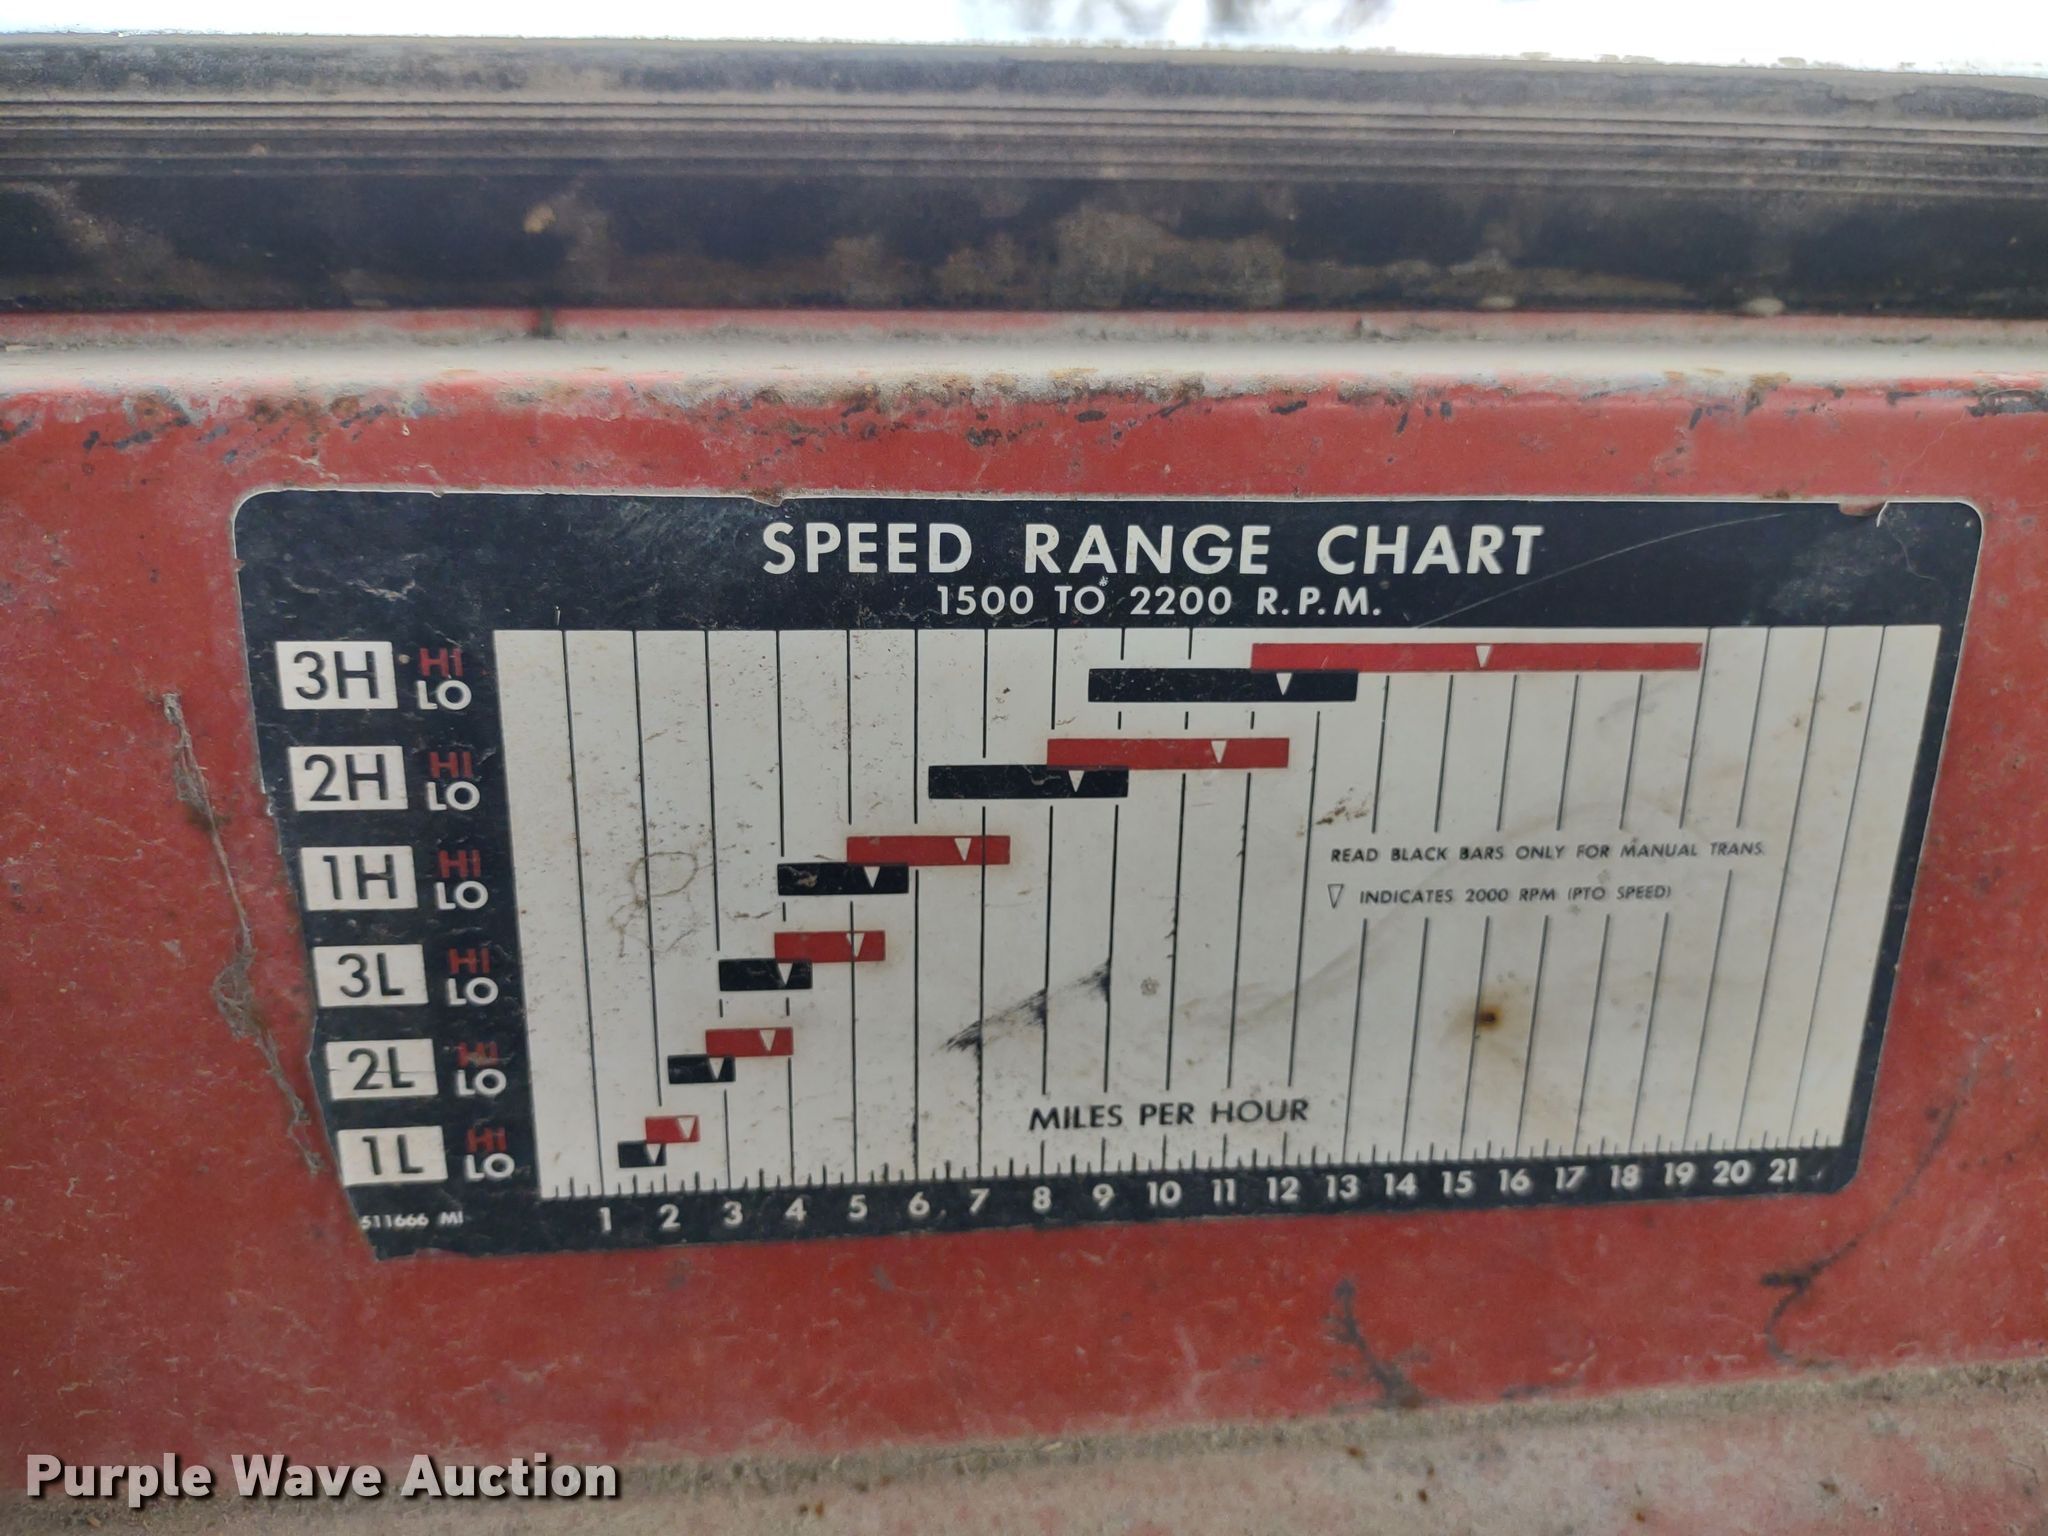 SPEED RANGE CHART
1500 TO 2200 R.P.M.
3H HI
LO
2H HI
LO
1H HI
LO
READ BLACK BARS ONLY FOR MANUAL TRANS.
INDICATES 2000 RPM (PTO SPEED)
3L HI
LO
2L HI
LO
1L HI
LO
MILES PER HOUR
1 2 3 4 5 6 7 8 9 10 11 12 13 14 15 16 17 18 19 20 21
511666 MI
Purple Wave Auction